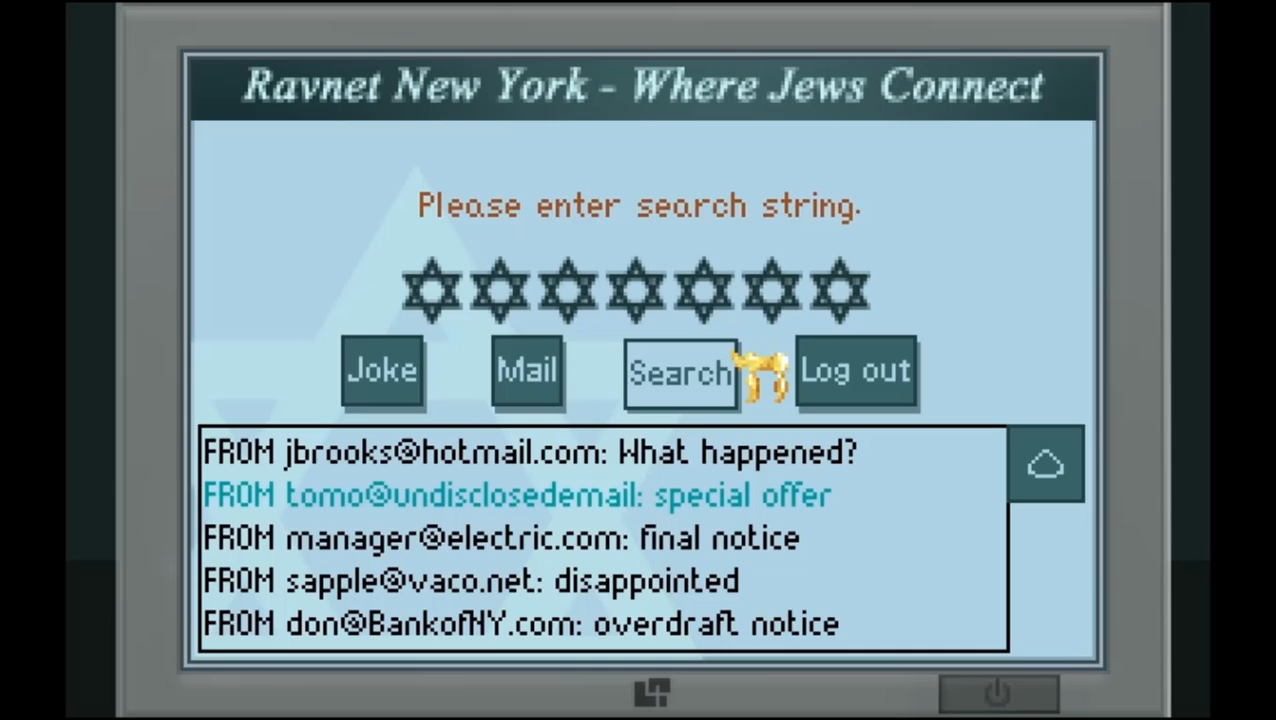 Ravnet New York - Where Jews Connect
Please enter search string.
Joke Mail Search Log out
FROM jbrooks@hotmail.com: What happened?
FROM tomo@undisclosedemail: special offer
FROM manager@electric.com: final notice
FROM sapple@vaco.net: disappointed
FROM don@BankofNY.com: overdraft notice